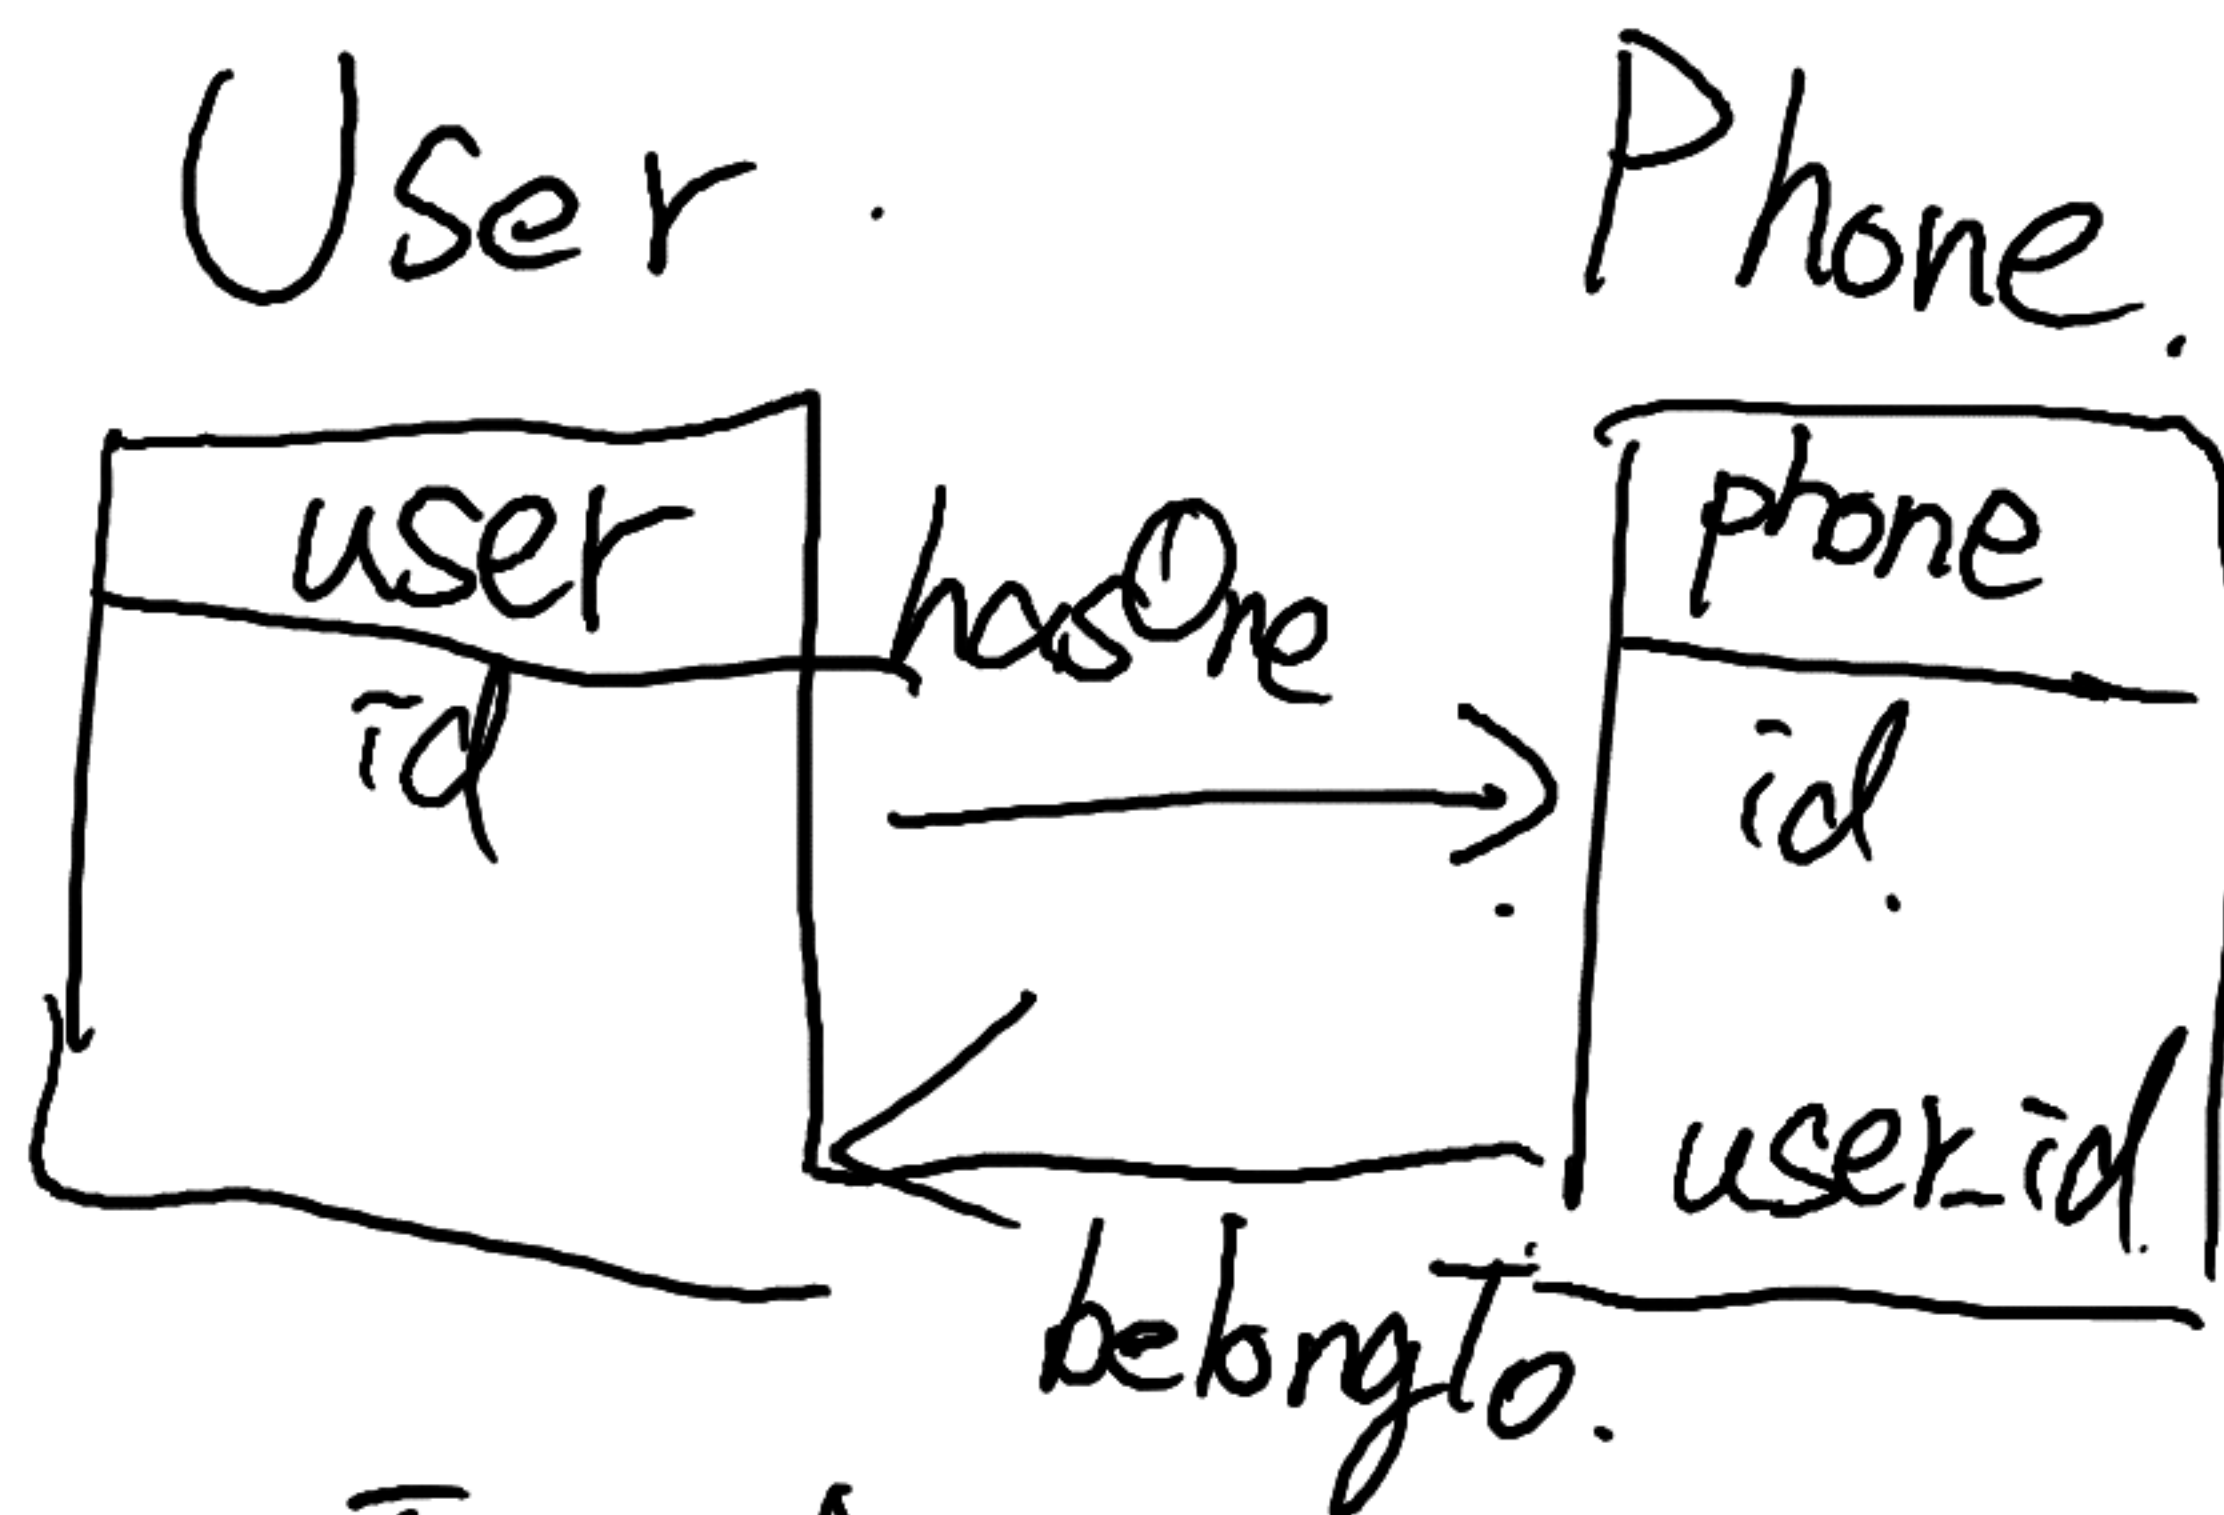 User.
Phone.
user
phone
hasOne
id
id.
user_id.
belongTo.